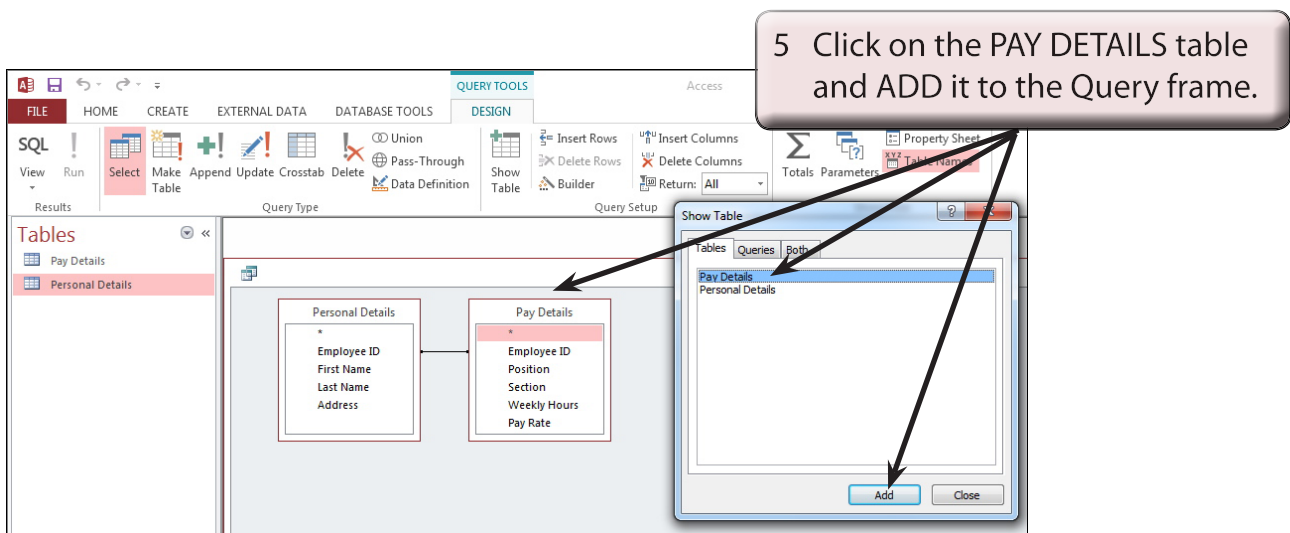 5 Click on the PAY DETAILS table
and ADD it to the Query frame.
QUERY TOOLS
Access
FILE HOME CREATE EXTERNAL DATA DATABASE TOOLS DESIGN
SQL
View
Run
Select
Make
Table
Append
Update
Crosstab
Delete
Union
Pass-Through
Data Definition
Show
Table
Insert Rows
Delete Rows
Builder
Insert Columns
Delete Columns
Return: All
Totals
Parameters
Property Sheet
Table Names
Results
Query Type
Query Setup
Tables
Pay Details
Personal Details
Personal Details
*
Employee ID
First Name
Last Name
Address
Pay Details
*
Employee ID
Position
Section
Weekly Hours
Pay Rate
Show Table
Tables Queries Both
Pay Details
Personal Details
Add
Close